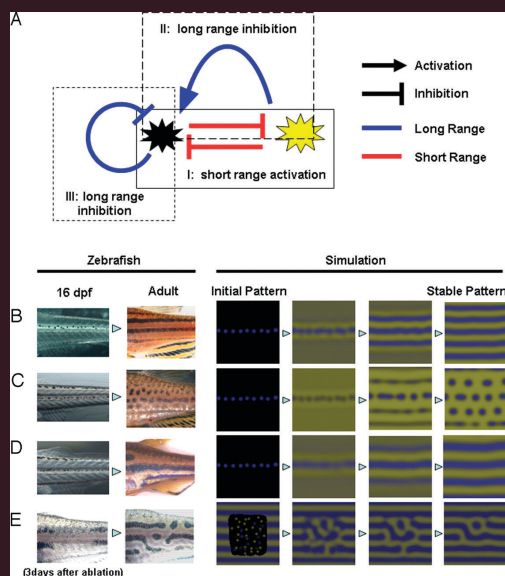 A
II: long range inhibition
Activation
Inhibition
Long Range
Short Range
I: short range activation
III: long range
inhibition
Zebrafish
Simulation
16 dpf
Adult
Initial Pattern
Stable Pattern
B
C
D
E
(3days after ablation)